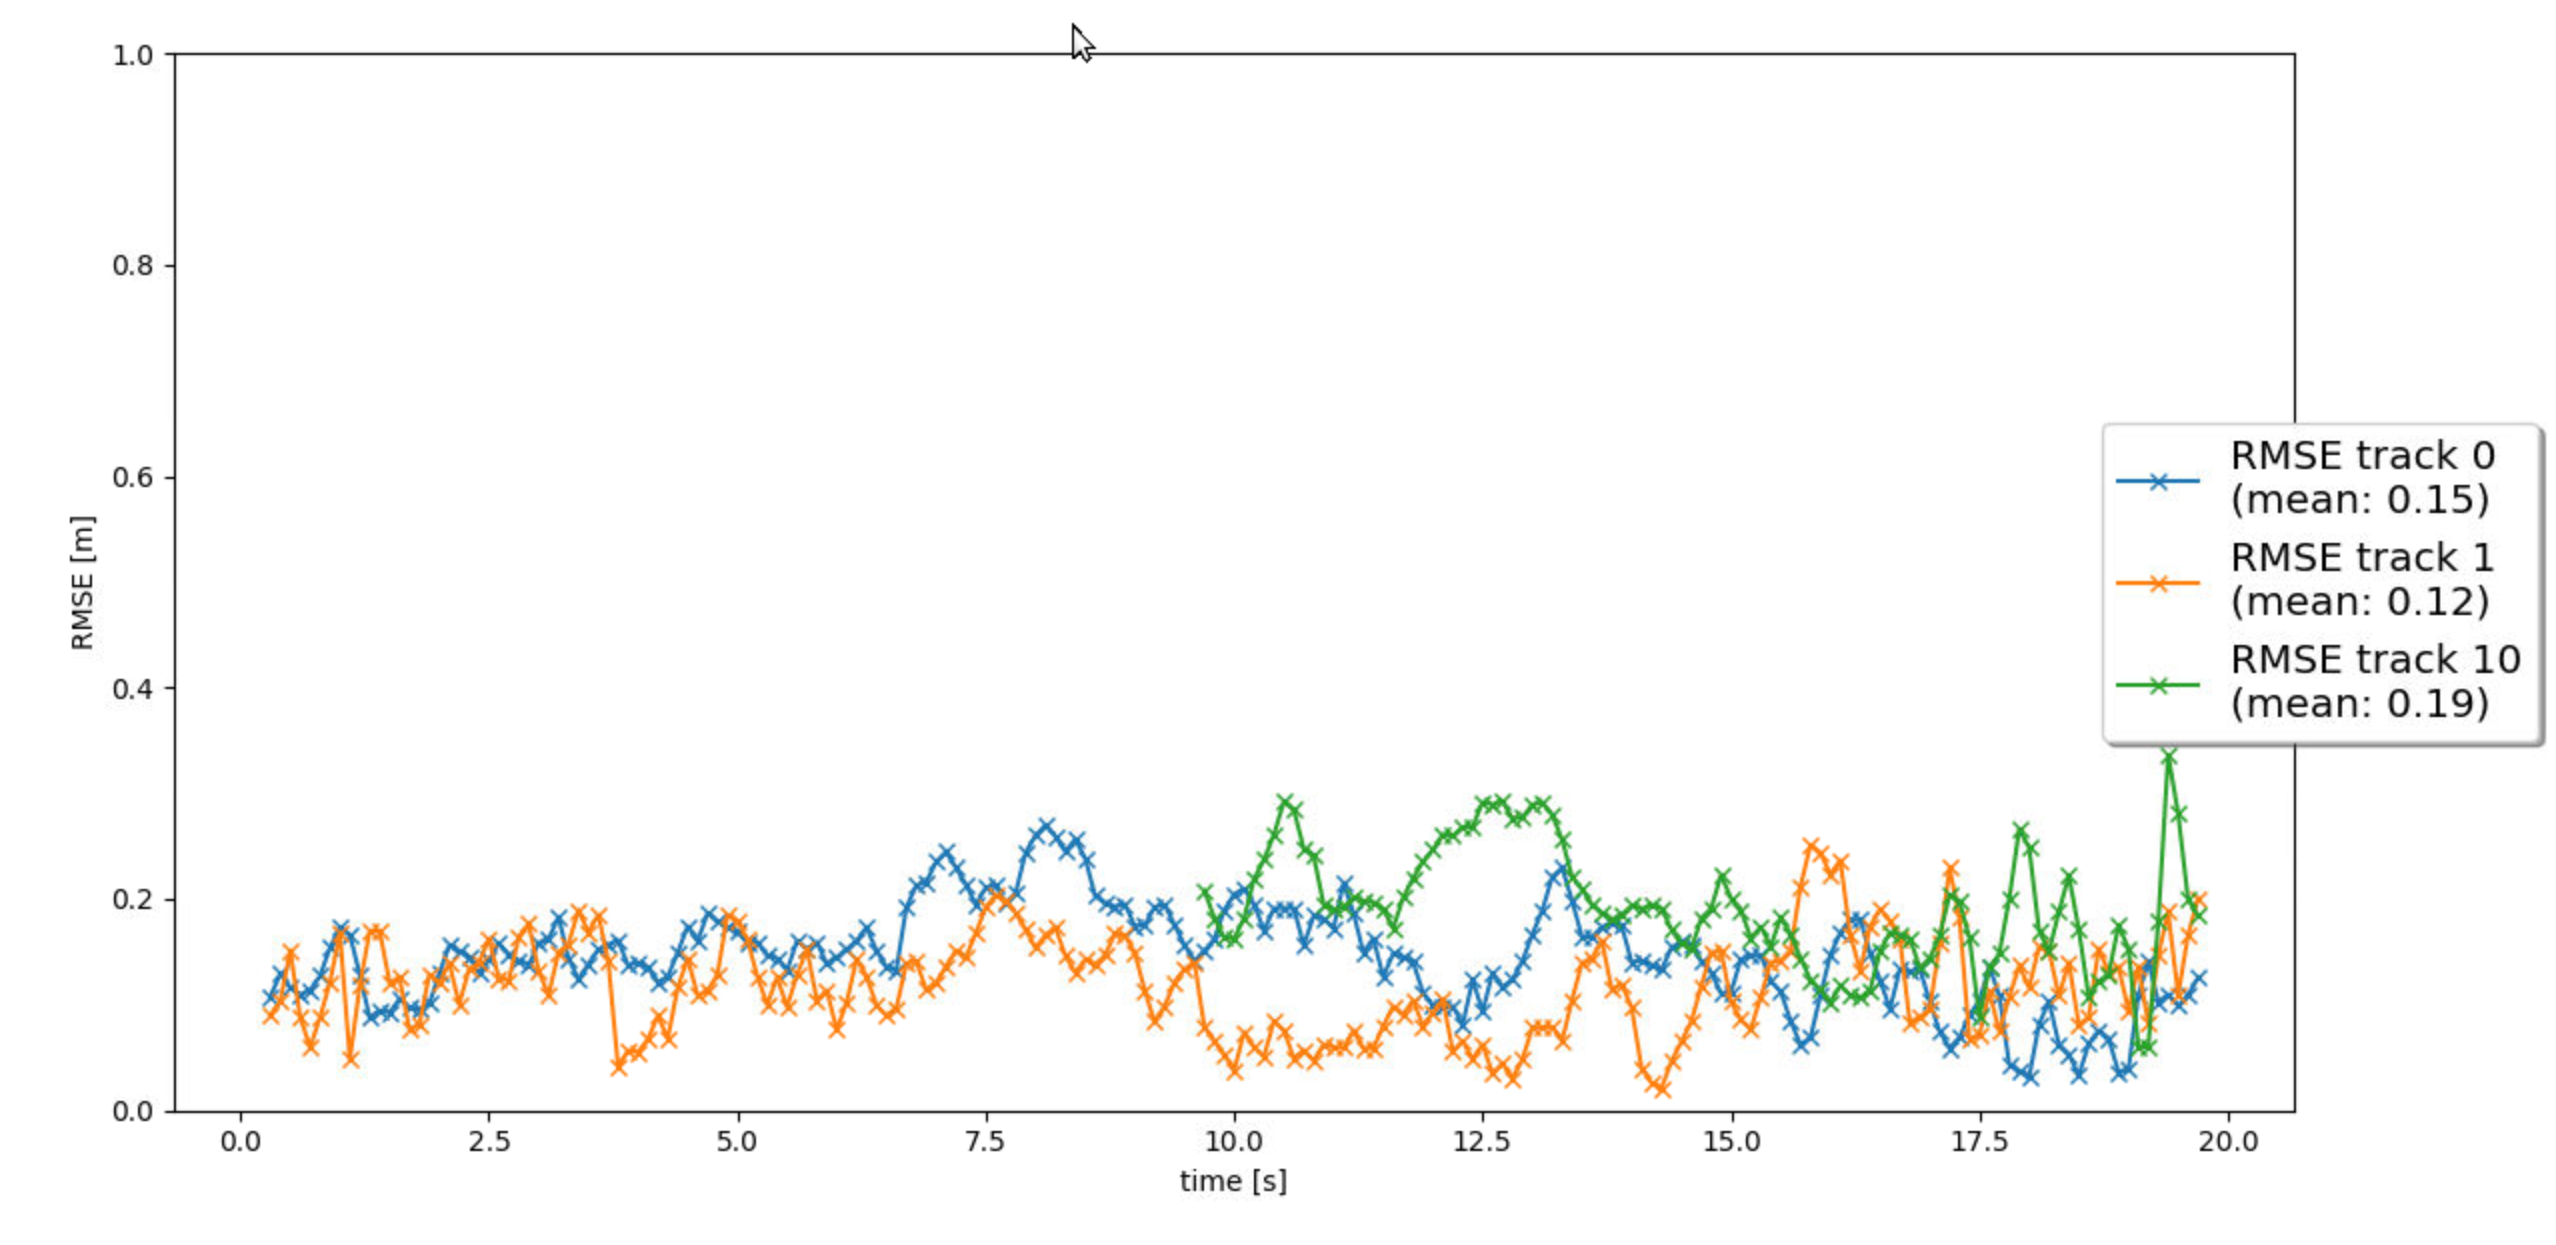 1.0
0.8
0.6
0.4
0.2
0.0
RMSE [m]
0.0 2.5 5.0 7.5 10.0 12.5 15.0 17.5 20.0
time [s]
RMSE track 0
(mean: 0.15)
RMSE track 1
(mean: 0.12)
RMSE track 10
(mean: 0.19)